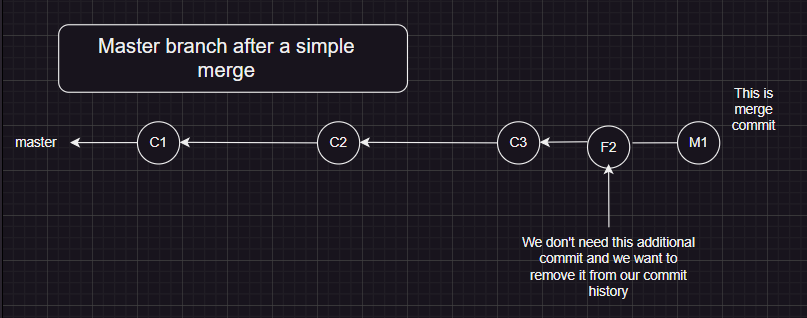 Master branch after a simple
merge
This is
merge
commit
master
C1
C2
C3
F2
M1
We don't need this additional
commit and we want to
remove it from our commit
history